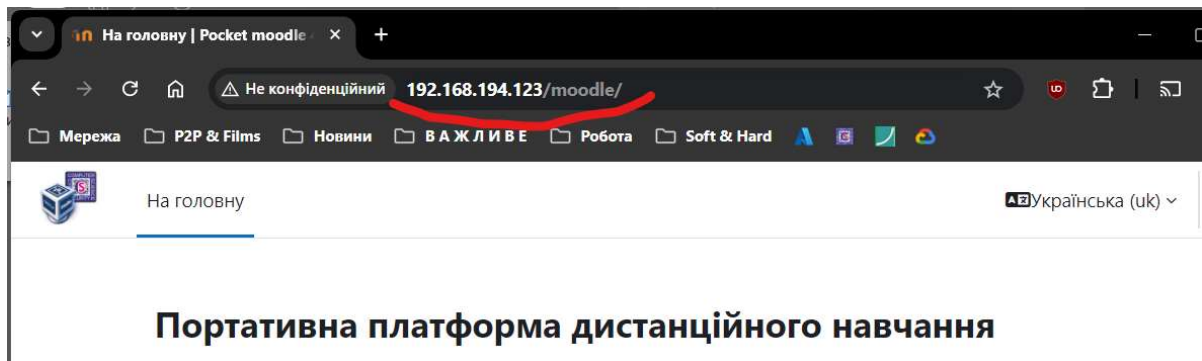 На головну | Pocket moodle
Не конфіденційний 192.168.194.123/moodle/
Мережа P2P & Films Новини В А Ж Л И В Е Робота Soft & Hard
На головну Українська (uk)
Портативна платформа дистанційного навчання